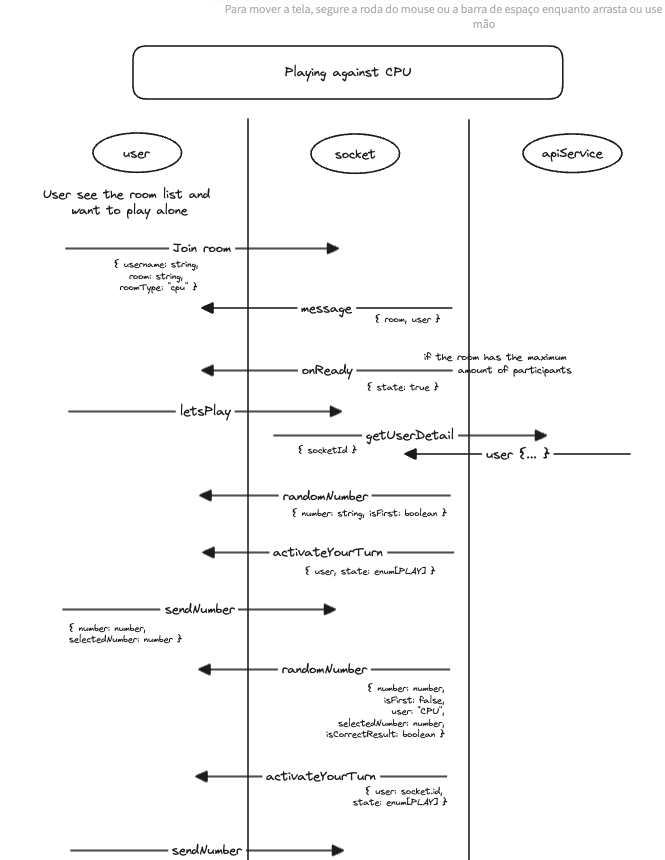 Para mover a tela, segure a roda do mouse ou a barra de espaço enquanto arrasta ou use
mão
Playing against CPU
user
socket
apiService
User see the room list and
want to play alone
Join room
{ username: string,
room: string,
roomType: "cpu" }
message
{ room, user }
if the room has the maximum
amount of participants
onReady
{ state: true }
letsPlay
getUserDetail
{ socketId }
user {... }
randomNumber
{ number: string, isFirst: boolean }
activateYourTurn
{ user, state: enum[PLAY] }
sendNumber
{ number: number,
selectedNumber: number }
randomNumber
{ number: number,
isFirst: false,
user: "CPU",
selectedNumber: number,
isCorrectResult: boolean }
activateYourTurn
{ user: socket.id,
state: enum[PLAY] }
sendNumber